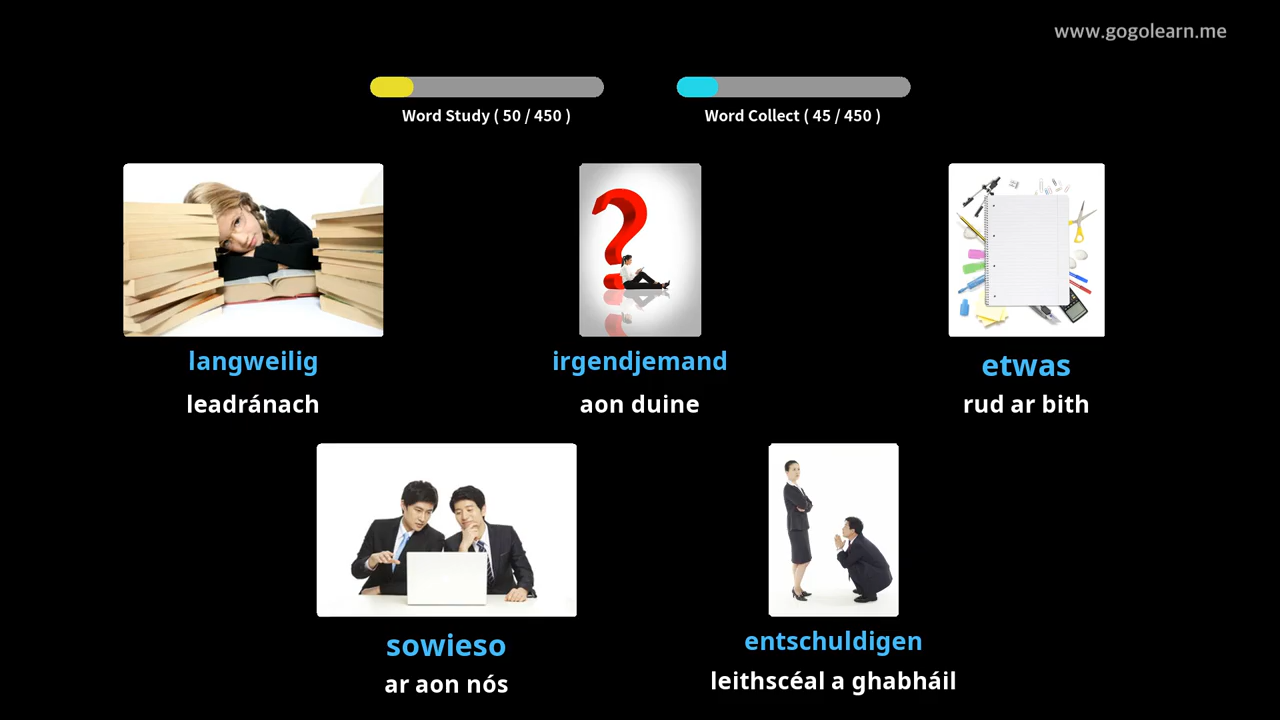 www.gogolearn.me
Word Study ( 50 / 450 )
Word Collect ( 45 / 450 )
langweilig
leadránach
irgendjemand
aon duine
etwas
rud ar bith
sowieso
ar aon nós
entschuldigen
leithscéal a ghabháil